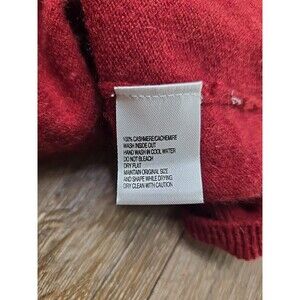 100% CASHMERE/CACHEMIRE
WASH INSIDE OUT
HAND WASH IN COOL WATER
DO NOT BLEACH
DRY FLAT
MAINTAIN ORIGINAL SIZE
AND SHAPE WHILE DRYING
DRY CLEAN WITH CAUTION